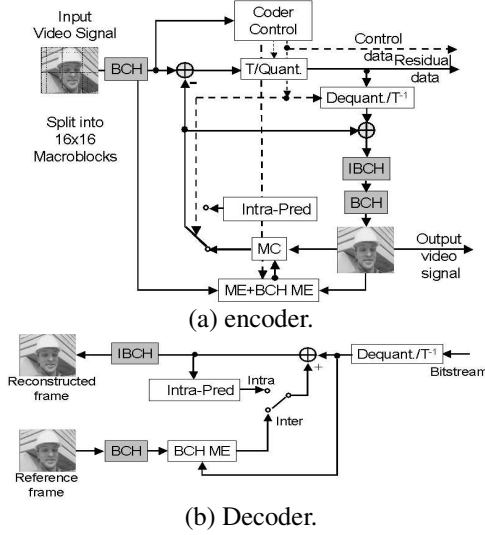 Input
Video Signal
BCH
Coder
Control
Control
data
Residual
data
T/Quant.
Dequant./T-1
Split into
16x16
Macroblocks
-
IBCH
BCH
Intra-Pred
MC
Output
video
signal
ME+BCH ME
(a) encoder.
IBCH
Dequant./T-1
+
Bitstream
Reconstructed
frame
Intra-Pred
Intra
Inter
BCH
BCH ME
Reference
frame
(b) Decoder.